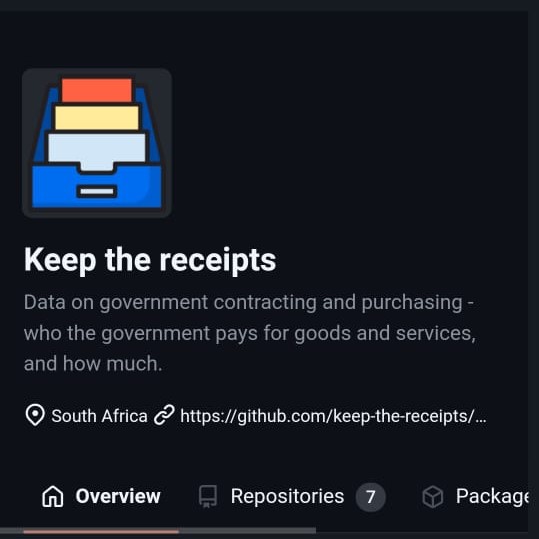 Keep the receipts
Data on government contracting and purchasing -
who the government pays for goods and services,
and how much.
South Africa https://github.com/keep-the-receipts/...
Overview Repositories 7 Package